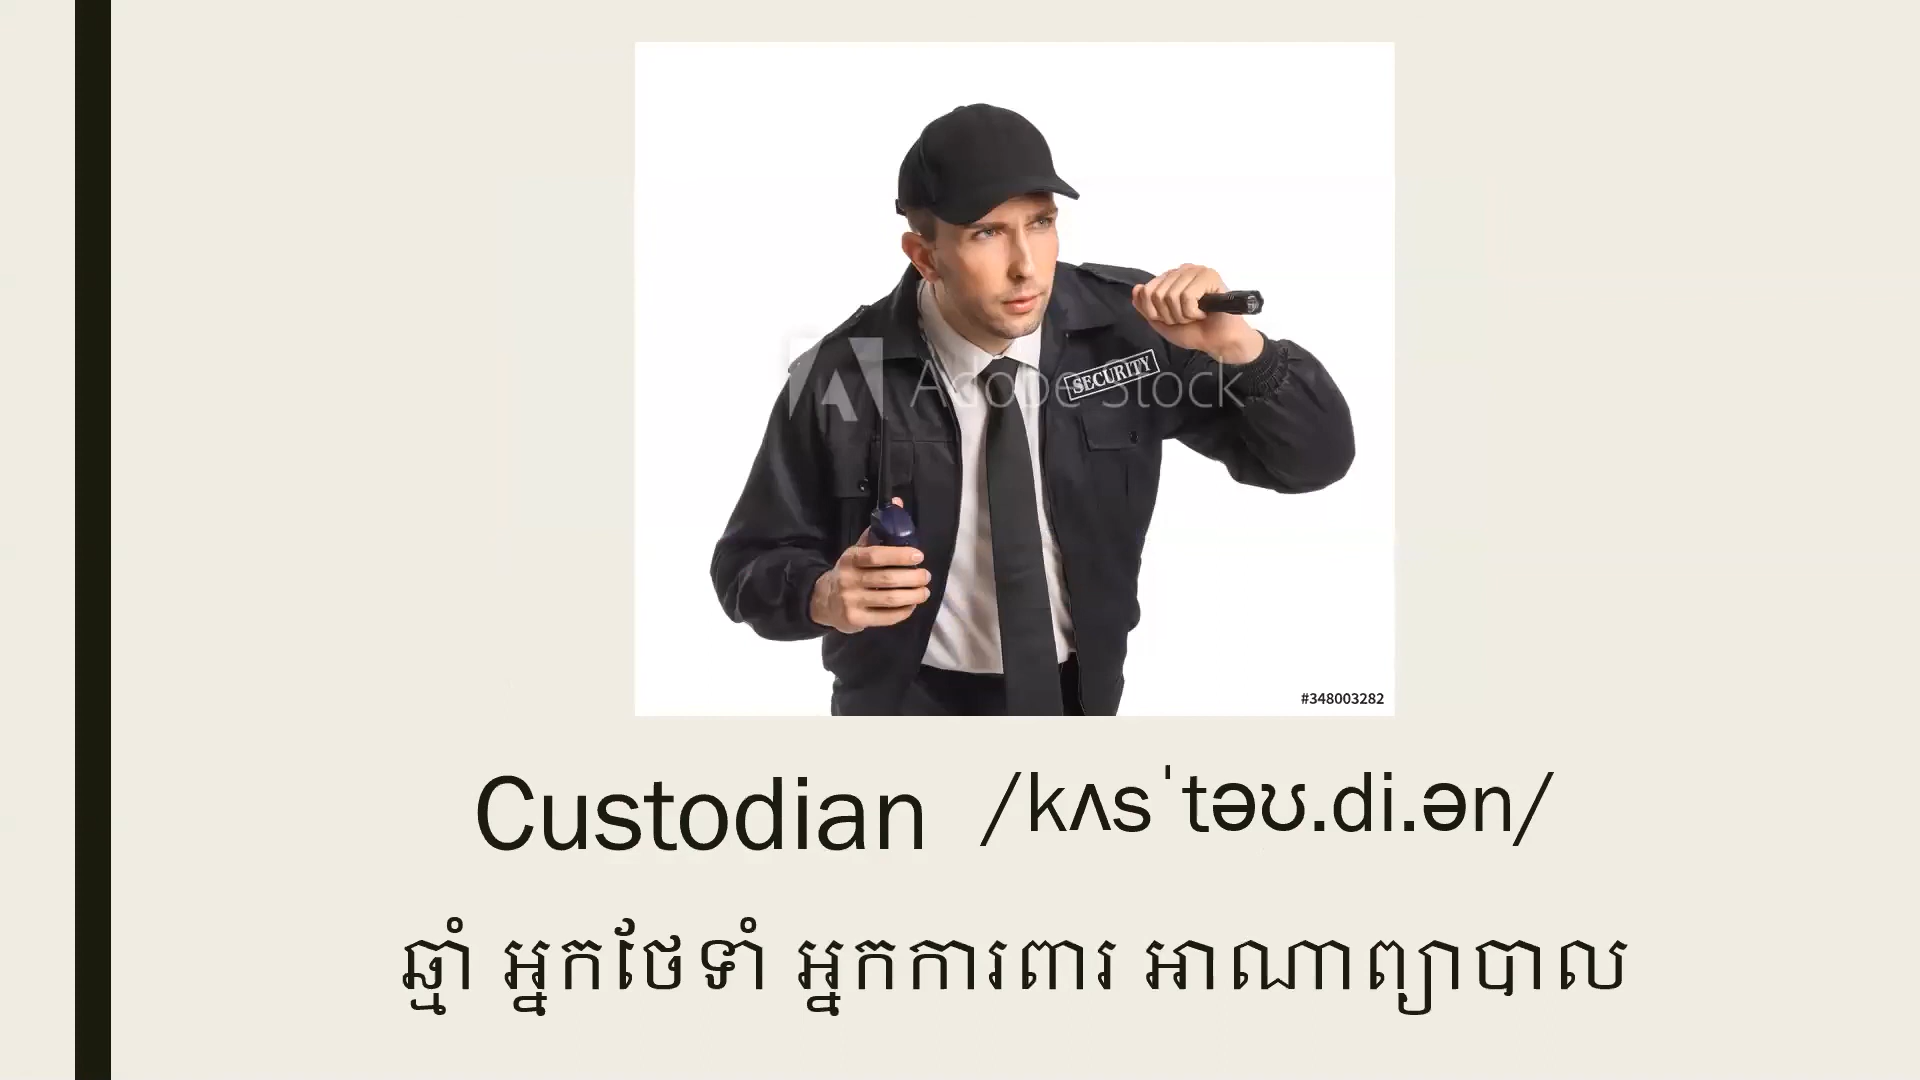 SECURITY
Adobe Stock
#348003282
Custodian /kʌsˈtəʊ.di.ən/
ឆ្មាំ អ្នកថែទាំ អ្នកការពារ អាណាព្យាបាល